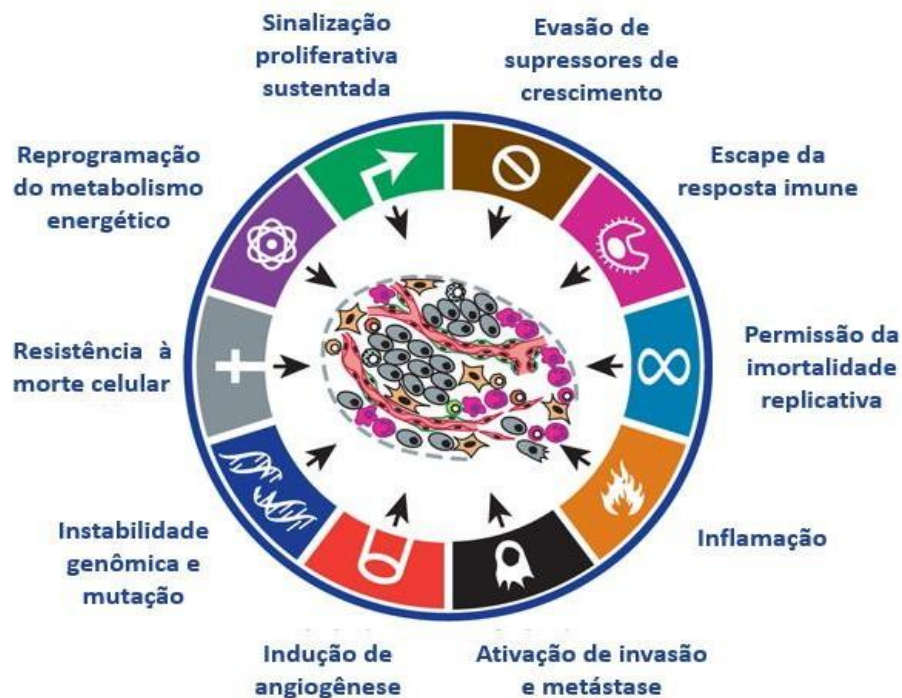 Sinalização
proliferativa
sustentada
Evasão de
supressores de
crescimento
Escape da
resposta imune
Permissão da
imortalidade
replicativa
Inflamação
Ativação de invasão
e metástase
Indução de
angiogênese
Instabilidade
genômica e
mutação
Resistência à
morte celular
Reprogramação
do metabolismo
energético